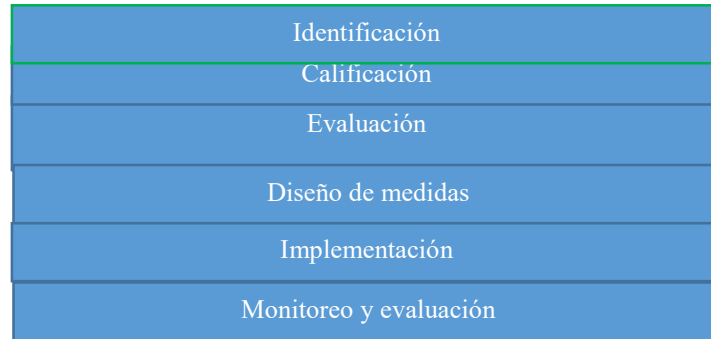 Identificación
Calificación
Evaluación
Diseño de medidas
Implementación
Monitoreo y evaluación